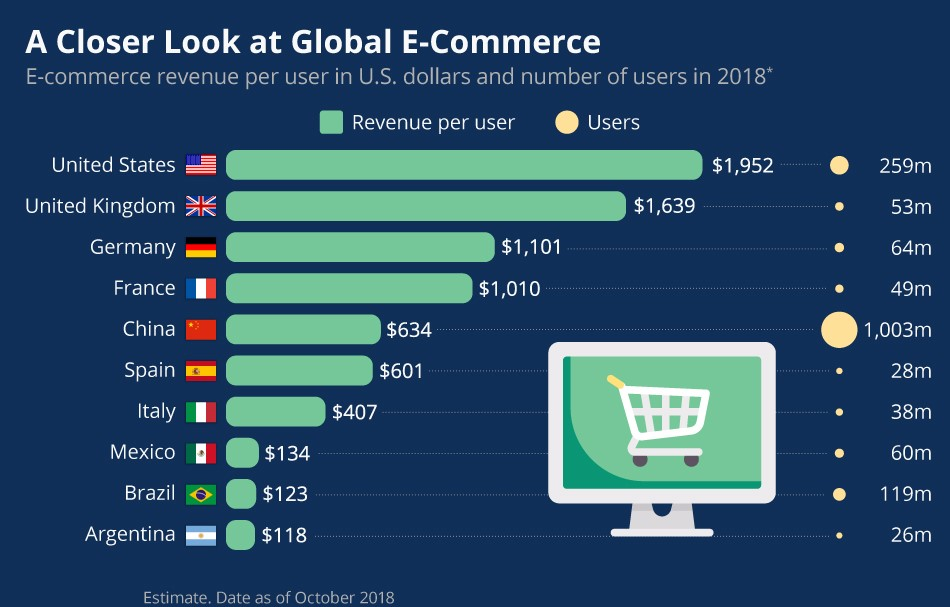 A Closer Look at Global E-Commerce
E-commerce revenue per user in U.S. dollars and number of users in 2018*
Revenue per user Users
United States $1,952 259m
United Kingdom $1,639 53m
Germany $1,101 64m
France $1,010 49m
China $634 1,003m
Spain $601 28m
Italy $407 38m
Mexico $134 60m
Brazil $123 119m
Argentina $118 26m
Estimate. Date as of October 2018